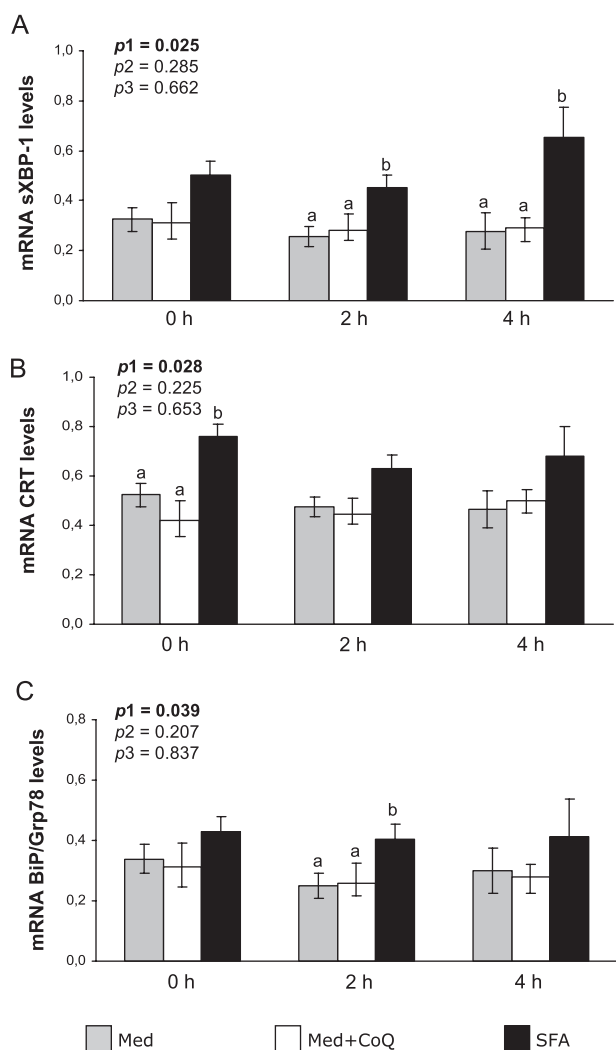 A
p1 = 0.025
p2 = 0.285
p3 = 0.662
mRNA sXBP-1 levels
1,0
0,8
0,6
0,4
0,2
0,0
a
a
b
a
a
b
0 h
2 h
4 h
B
p1 = 0.028
p2 = 0.225
p3 = 0.653
mRNA CRT levels
1,0
0,8
0,6
0,4
0,2
0,0
a
a
b
0 h
2 h
4 h
C
p1 = 0.039
p2 = 0.207
p3 = 0.837
mRNA BiP/Grp78 levels
0,8
0,6
0,4
0,2
0,0
a
a
b
0 h
2 h
4 h
Med
Med+CoQ
SFA